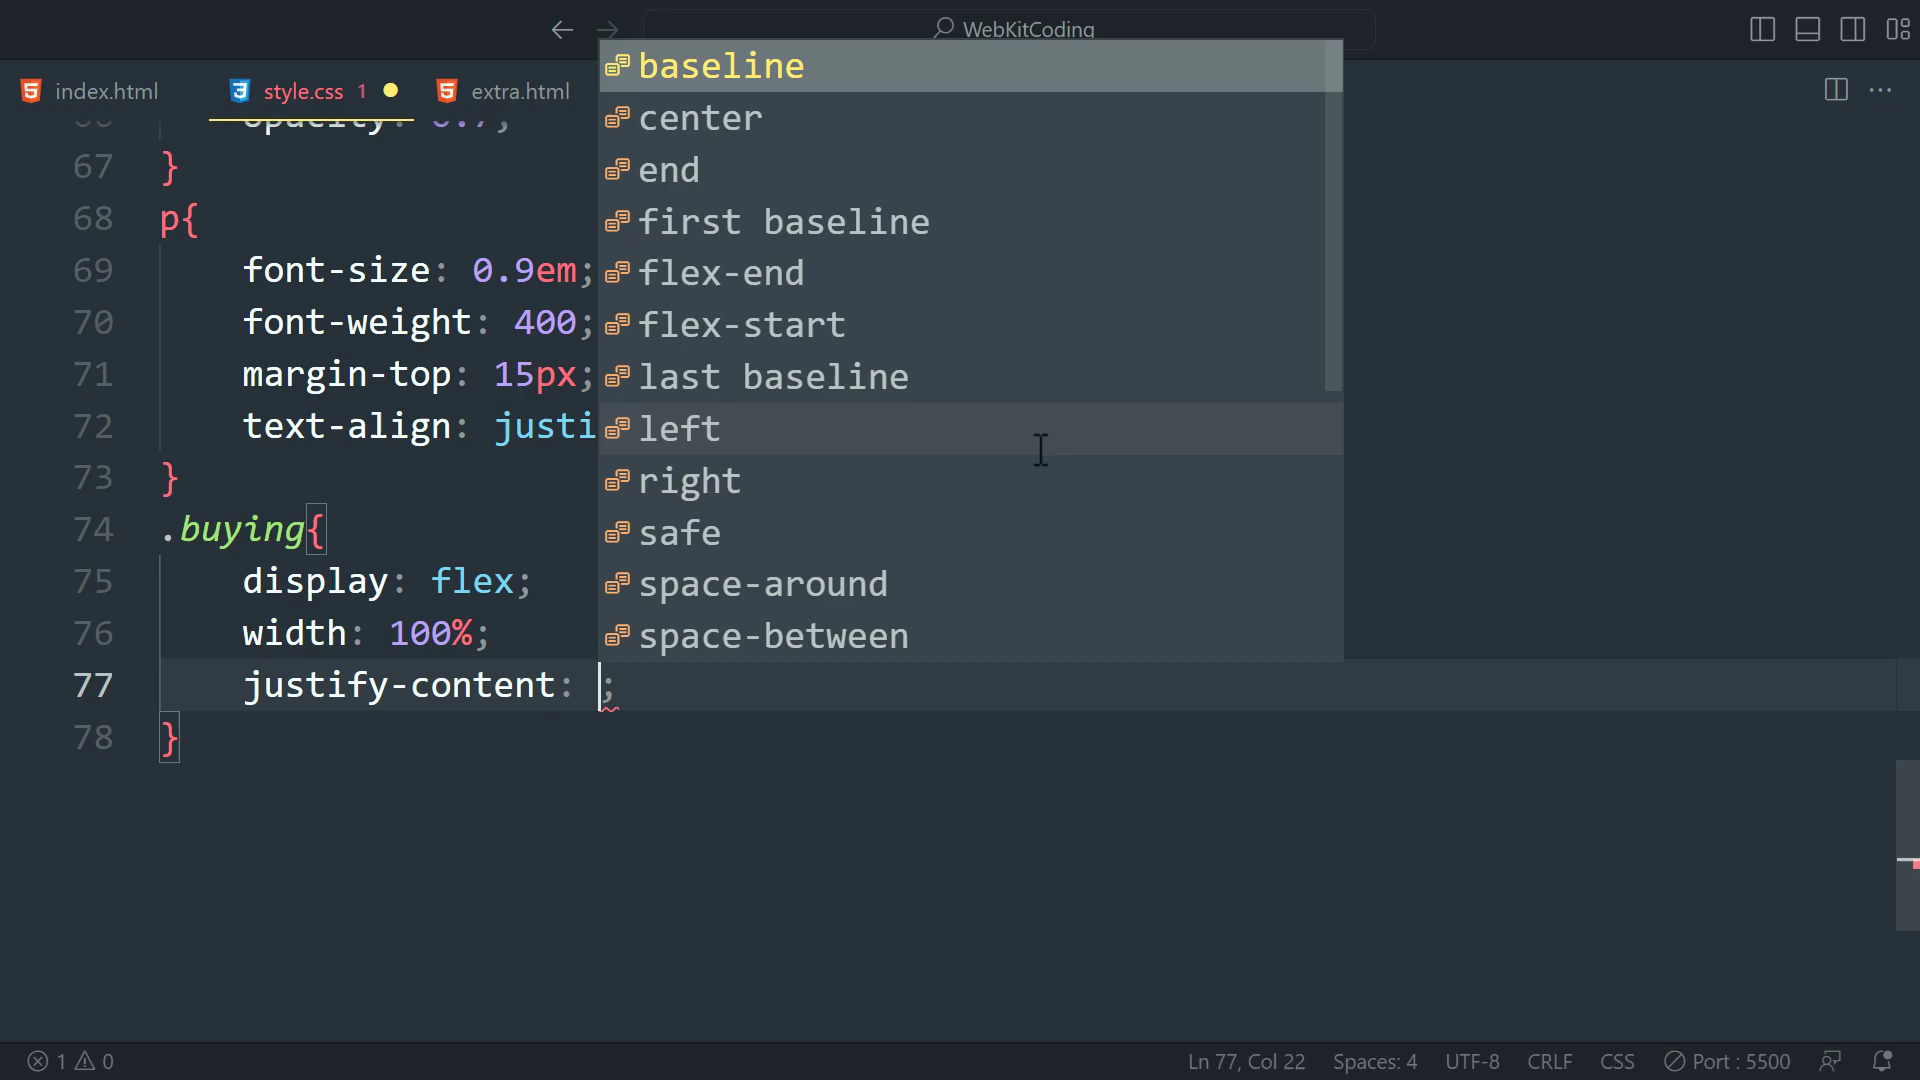 WebKitCoding
index.html
style.css 1
extra.html
67 }
68 p{
69 font-size: 0.9em;
70 font-weight: 400;
71 margin-top: 15px;
72 text-align: justi
73 }
74 .buying{
75 display: flex;
76 width: 100%;
77 justify-content: ;
78 }
baseline
center
end
first baseline
flex-end
flex-start
last baseline
left
right
safe
space-around
space-between
1 0
Ln 77, Col 22 Spaces: 4 UTF-8 CRLF CSS Port : 5500